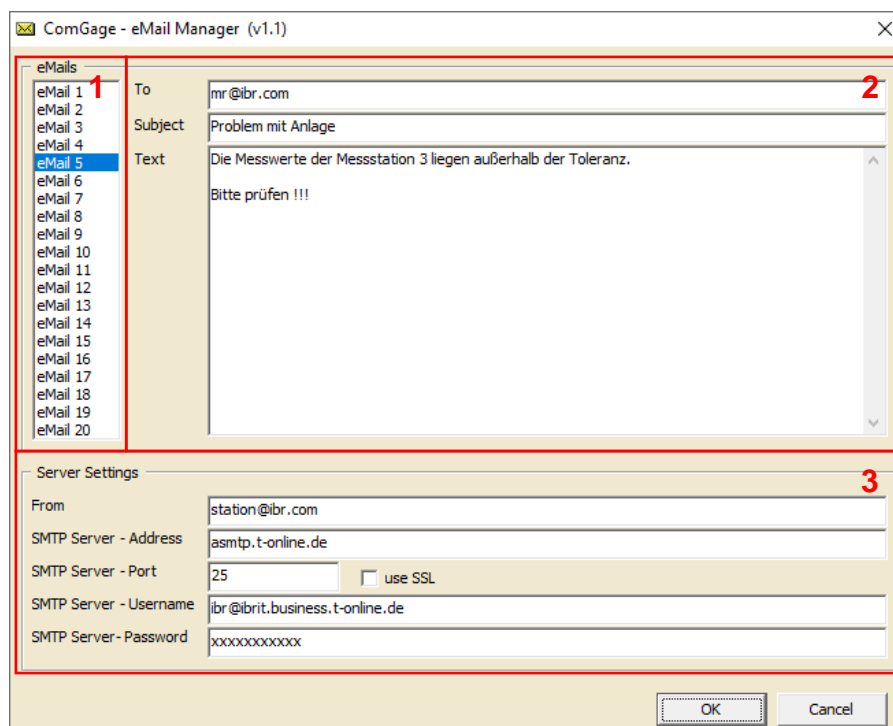 ComGage - eMail Manager (v1.1)
eMails
1
eMail 1
eMail 2
eMail 3
eMail 4
eMail 5
eMail 6
eMail 7
eMail 8
eMail 9
eMail 10
eMail 11
eMail 12
eMail 13
eMail 14
eMail 15
eMail 16
eMail 17
eMail 18
eMail 19
eMail 20
2
To mr@ibr.com
Subject Problem mit Anlage
Text Die Messwerte der Messstation 3 liegen außerhalb der Toleranz.
Bitte prüfen !!!
Server Settings
3
From station@ibr.com
SMTP Server - Address asmtp.t-online.de
SMTP Server - Port 25 use SSL
SMTP Server - Username ibr@ibrit.business.t-online.de
SMTP Server- Password xxxxxxxxxxx
OK Cancel